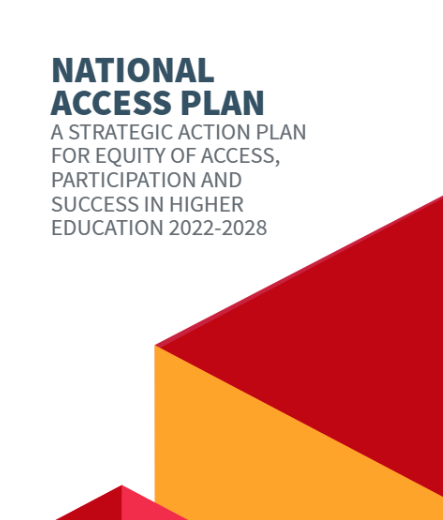 NATIONAL
ACCESS PLAN
A STRATEGIC ACTION PLAN
FOR EQUITY OF ACCESS,
PARTICIPATION AND
SUCCESS IN HIGHER
EDUCATION 2022-2028